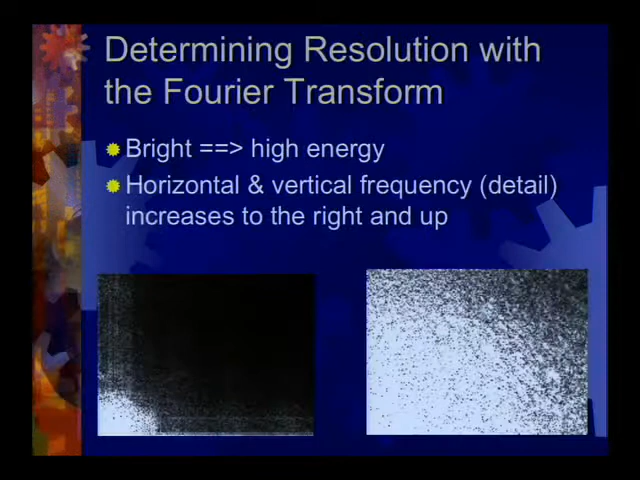 Determining Resolution with
the Fourier Transform
Bright ==> high energy
Horizontal & vertical frequency (detail)
increases to the right and up